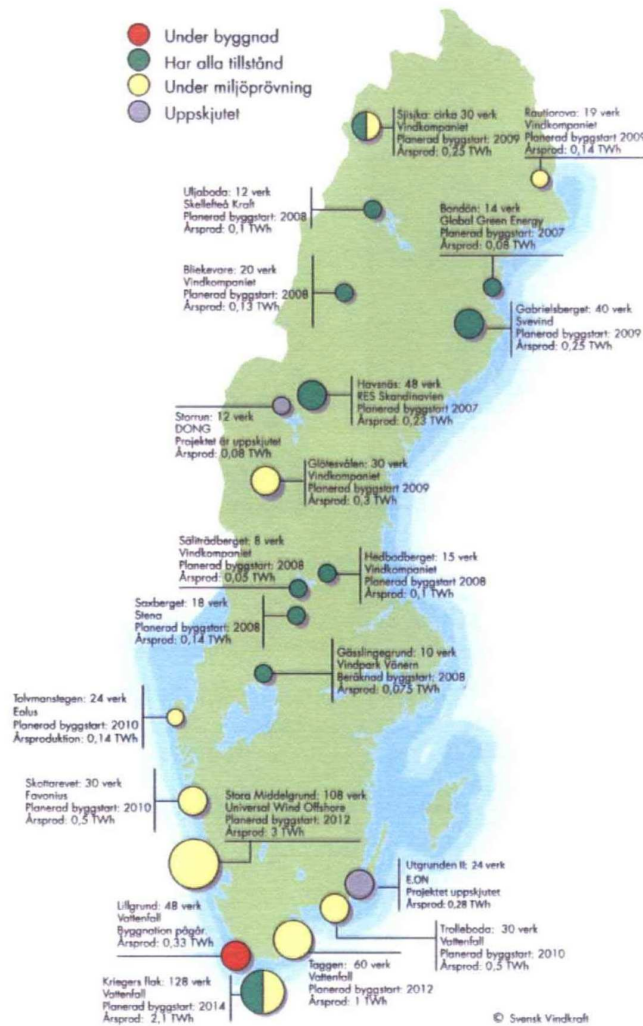 Under byggnad
Har alla tillstånd
Under miljöprövning
Uppskjutet
Sjisjka: cirka 30 verk
Vindkompaniet
Planerad byggstart: 2009
Årsprod: 0,25 TWh
Rautiorova: 19 verk
Vindkompaniet
Planerad byggstart: 2009
Årsprod: 0,14 TWh
Uljaboda: 12 verk
Skellefteå Kraft
Planerad byggstart: 2008
Årsprod: 0,1 TWh
Bondön: 14 verk
Global Green Energy
Planerad byggstart: 2007
Årsprod: 0,08 TWh
Bliekevare: 20 verk
Vindkompaniet
Planerad byggstart: 2008
Årsprod: 0,13 TWh
Gabrielsberget: 40 verk
Svevind
Planerad byggstart: 2009
Årsprod: 0,25 TWh
Havsnäs: 48 verk
RES Skandinavien
Planerad byggstart: 2007
Årsprod: 0,23 TWh
Storrun: 12 verk
DONG
Projektet är uppskjutet
Årsprod: 0,08 TWh
Glötesvålen: 30 verk
Vindkompaniet
Planerad byggstart: 2009
Årsprod: 0,3 TWh
Säliträdberget: 8 verk
Vindkompaniet
Planerad byggstart: 2008
Årsprod: 0,05 TWh
Hedbodberget: 15 verk
Vindkompaniet
Planerad byggstart: 2008
Årsprod: 0,1 TWh
Saxberget: 18 verk
Stena
Planerad byggstart: 2008
Årsprod: 0,14 TWh
Gässlingegrund: 10 verk
Vindpark Vänern
Beräknad byggstart: 2008
Årsprod: 0,075 TWh
Tolvmanstegen: 24 verk
Eolus
Planerad byggstart: 2010
Årsproduktion: 0,14 TWh
Skottarevet: 30 verk
Favonius
Planerad byggstart: 2010
Årsprod: 0,5 TWh
Stora Middelgrund: 108 verk
Universal Wind Offshore
Planerad byggstart: 2012
Årsprod: 3 TWh
Utgrunden II: 24 verk
E.ON
Projektet uppskjutet
Årsprod: 0,28 TWh
Lillgrund: 48 verk
Vattenfall
Byggnation pågår.
Årsprod: 0,33 TWh
Trolleboda: 30 verk
Vattenfall
Planerad byggstart: 2010
Årsprod: 0,5 TWh
Taggen: 60 verk
Vattenfall
Planerad byggstart: 2012
Årsprod: 1 TWh
Kriegers flak: 128 verk
Vattenfall
Planerad byggstart: 2014
Årsprod: 2,1 TWh
© Svensk Vindkraft